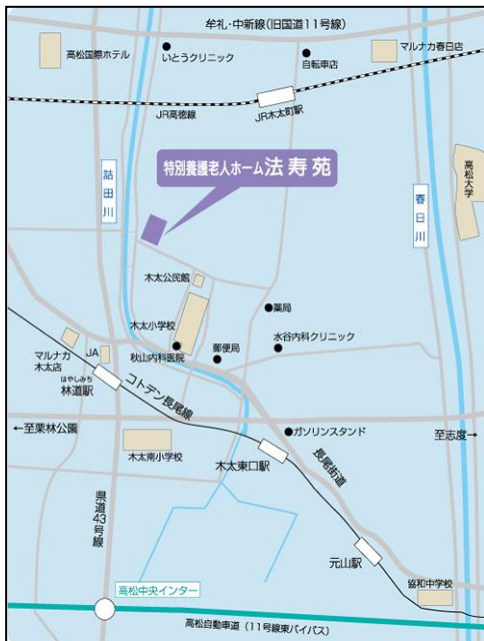 牟礼・中新線(旧国道11号線)
高松国際ホテル
いとうクリニック
自転車店
マルナカ春日店
JR高徳線
JR木太町駅
詰田川
特別養護老人ホーム法寿苑
春日川
高松大学
木太公民館
木太小学校
薬局
水谷内科クリニック
秋山内科医院
郵便局
マルナカ
木太店
JA
はやしみち
林道駅
コトデン長尾線
←至栗林公園
ガソリンスタンド
至志度→
木太南小学校
木太東口駅
長尾街道
県道43号線
元山駅
協和中学校
高松中央インター
高松自動車道(11号線東バイパス)